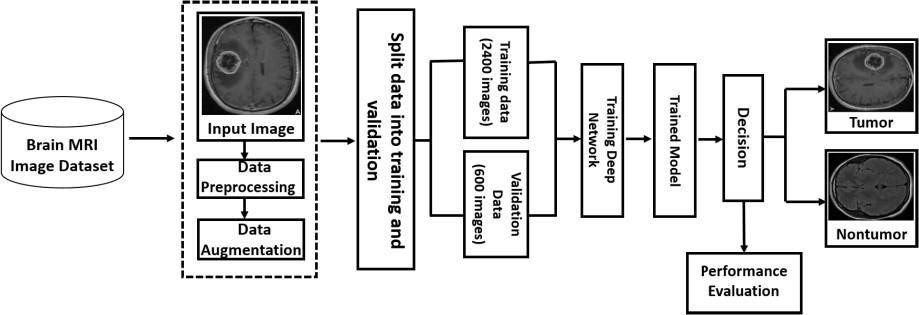 Brain MRI
Image Dataset
Input Image
Data
Preprocessing
Data
Augmentation
Split data into training and
validation
Training data
(2400 images)
Validation
Data
(600 images)
Training Deep
Network
Trained Model
Decision
Tumor
Nontumor
Performance
Evaluation